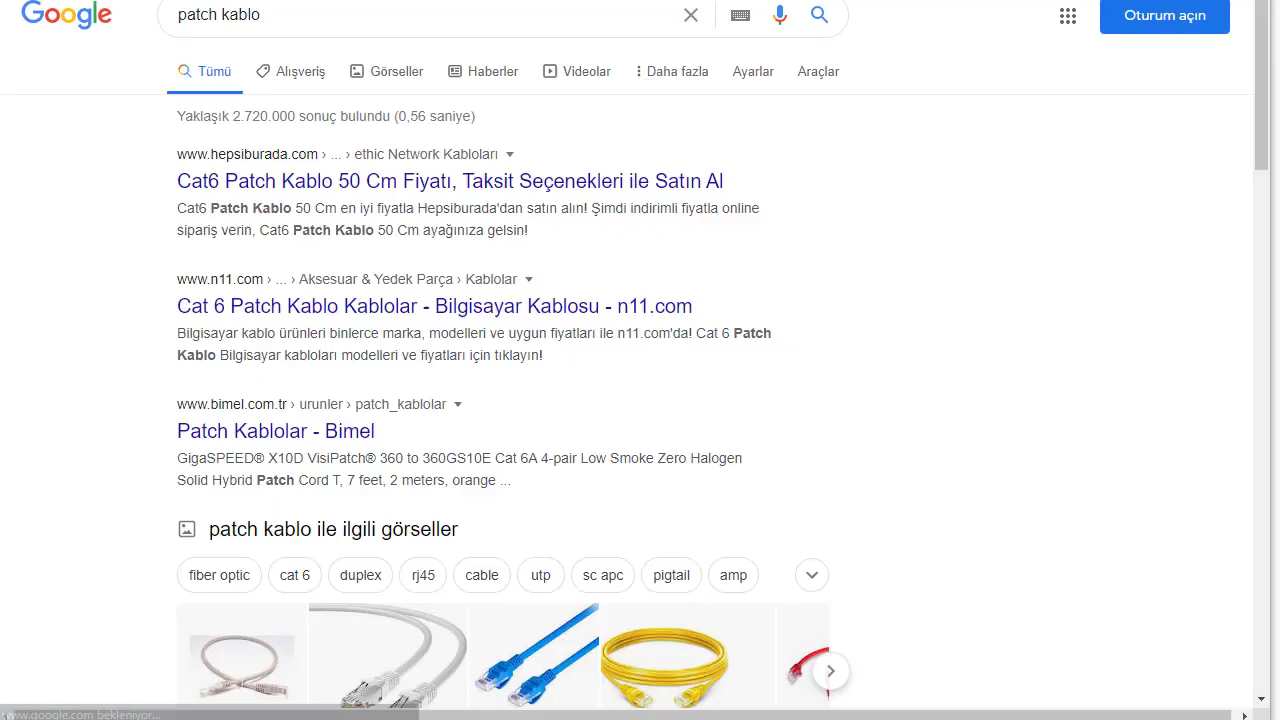 Google
patch kablo
Oturum açın
Tümü Alışveriş Görseller Haberler Videolar Daha fazla Ayarlar Araçlar
Yaklaşık 2.720.000 sonuç bulundu (0,56 saniye)
www.hepsiburada.com › ... › ethic Network Kabloları
Cat6 Patch Kablo 50 Cm Fiyatı, Taksit Seçenekleri ile Satın Al
Cat6 Patch Kablo 50 Cm en iyi fiyatla Hepsiburada'dan satın alın! Şimdi indirimli fiyatla online
sipariş verin, Cat6 Patch Kablo 50 Cm ayağınıza gelsin!
www.n11.com › ... › Aksesuar & Yedek Parça › Kablolar
Cat 6 Patch Kablo Kablolar - Bilgisayar Kablosu - n11.com
Bilgisayar kablo ürünleri binlerce marka, modelleri ve uygun fiyatları ile n11.com'da! Cat 6 Patch
Kablo Bilgisayar kabloları modelleri ve fiyatları için tıklayın!
www.bimel.com.tr › urunler › patch_kablolar
Patch Kablolar - Bimel
GigaSPEED® X10D VisiPatch® 360 to 360GS10E Cat 6A 4-pair Low Smoke Zero Halogen
Solid Hybrid Patch Cord T, 7 feet, 2 meters, orange ...
patch kablo ile ilgili görseller
fiber optic cat 6 duplex rj45 cable utp sc apc pigtail amp
www.google.com bekleniyor...